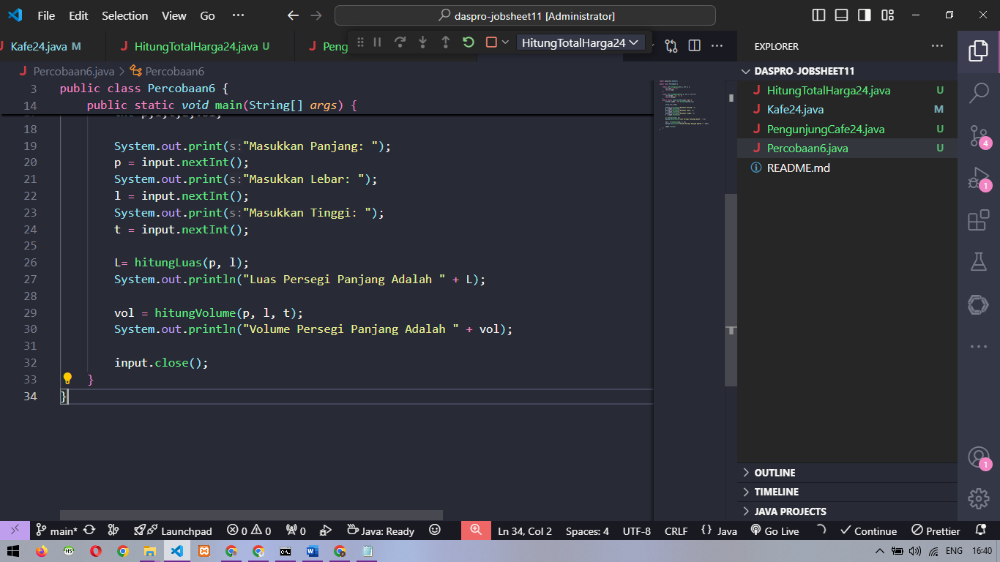 File Edit Selection View Go ··· daspro-jobsheet11 [Administrator]
Kafe24.java M HitungTotalHarga24.java U Peng HitungTotalHarga24
Percobaan6.java > Percobaan6
3 public class Percobaan6 {
14 public static void main(String[] args) {
18
19 System.out.print(s:"Masukkan Panjang: ");
20 p = input.nextInt();
21 System.out.print(s:"Masukkan Lebar: ");
22 l = input.nextInt();
23 System.out.print(s:"Masukkan Tinggi: ");
24 t = input.nextInt();
25
26 L= hitungLuas(p, l);
27 System.out.println("Luas Persegi Panjang Adalah " + L);
28
29 vol = hitungVolume(p, l, t);
30 System.out.println("Volume Persegi Panjang Adalah " + vol);
31
32 input.close();
33 }
34 }
EXPLORER
DASPRO-JOBSHEET11
HitungTotalHarga24.java U
Kafe24.java M
PengunjungCafe24.java U
Percobaan6.java U
README.md
OUTLINE
TIMELINE
JAVA PROJECTS
4
1
1
main* Launchpad 0 0 0 Java: Ready Ln 34, Col 2 Spaces: 4 UTF-8 CRLF {} Java Go Live Continue Prettier
ENG 16:40